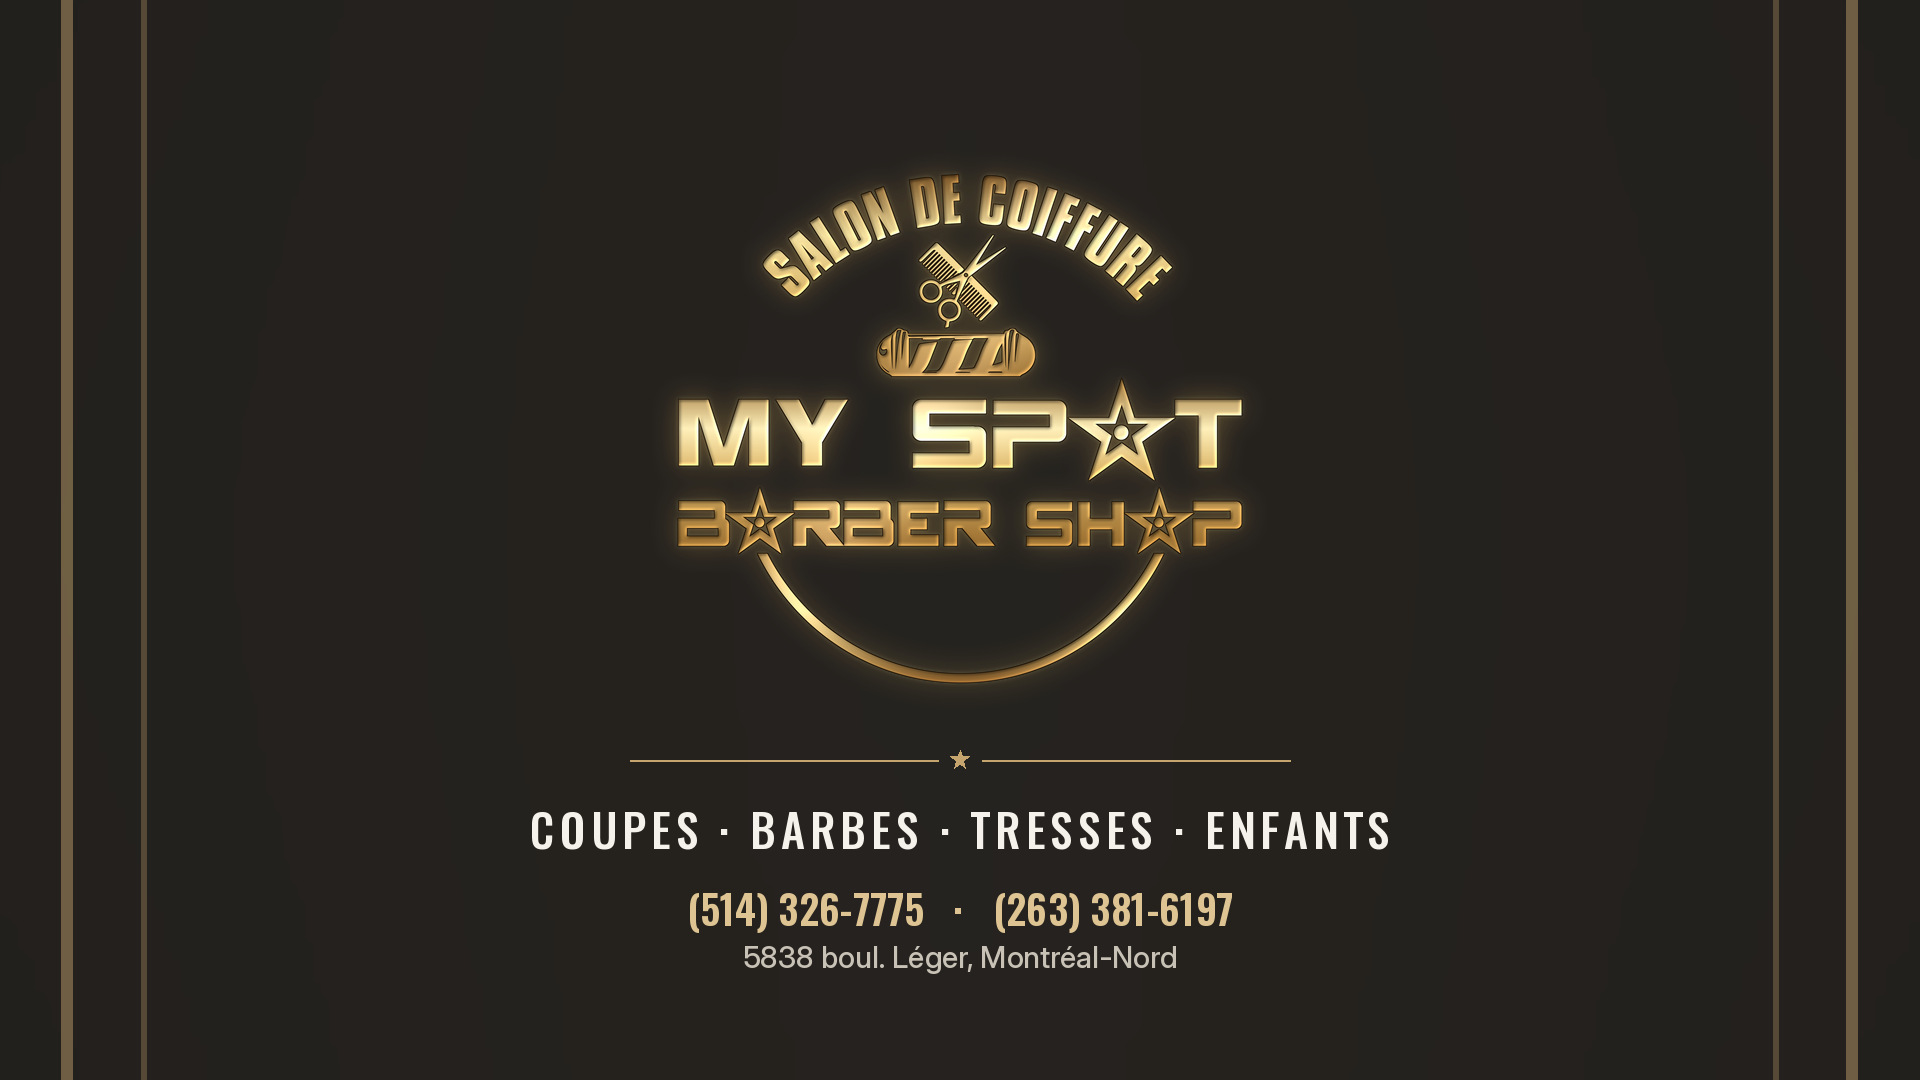 SALON DE COIFFURE
MY SPOT
BARBER SHOP
COUPES · BARBES · TRESSES · ENFANTS
(514) 326-7775 · (263) 381-6197
5838 boul. Léger, Montréal-Nord